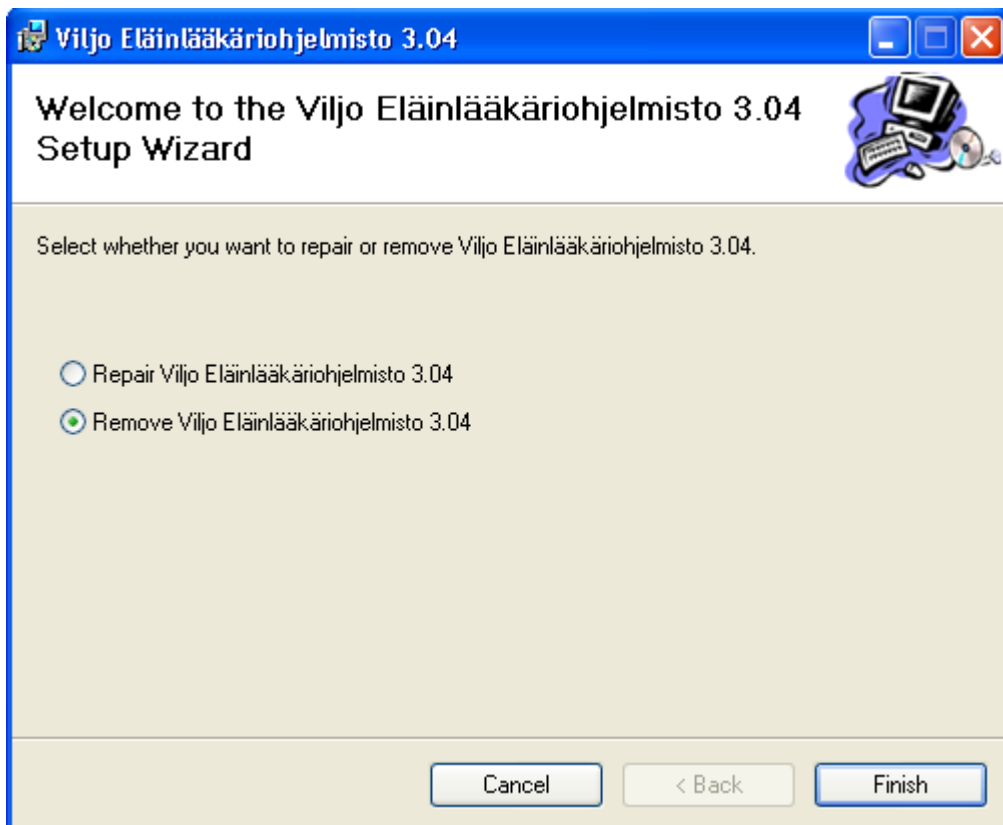 Viljo Eläinlääkäriohjelmisto 3.04
Welcome to the Viljo Eläinlääkäriohjelmisto 3.04
Setup Wizard
Select whether you want to repair or remove Viljo Eläinlääkäriohjelmisto 3.04.
Repair Viljo Eläinlääkäriohjelmisto 3.04
Remove Viljo Eläinlääkäriohjelmisto 3.04
Cancel
< Back
Finish